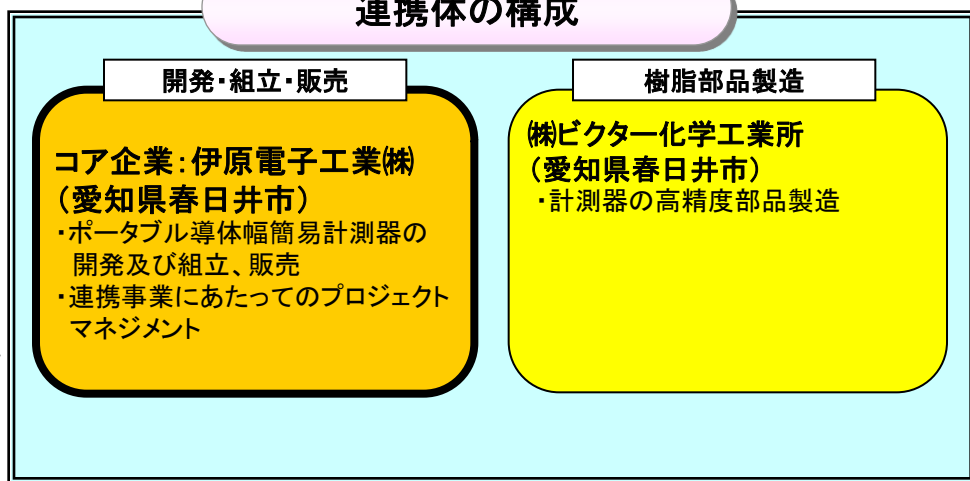 連携体の構成
開発・組立・販売
コア企業：伊原電子工業㈱
（愛知県春日井市）
・ポータブル導体幅簡易計測器の
開発及び組立、販売
・連携事業にあたってのプロジェクト
マネジメント
樹脂部品製造
㈱ビクター化学工業所
（愛知県春日井市）
・計測器の高精度部品製造